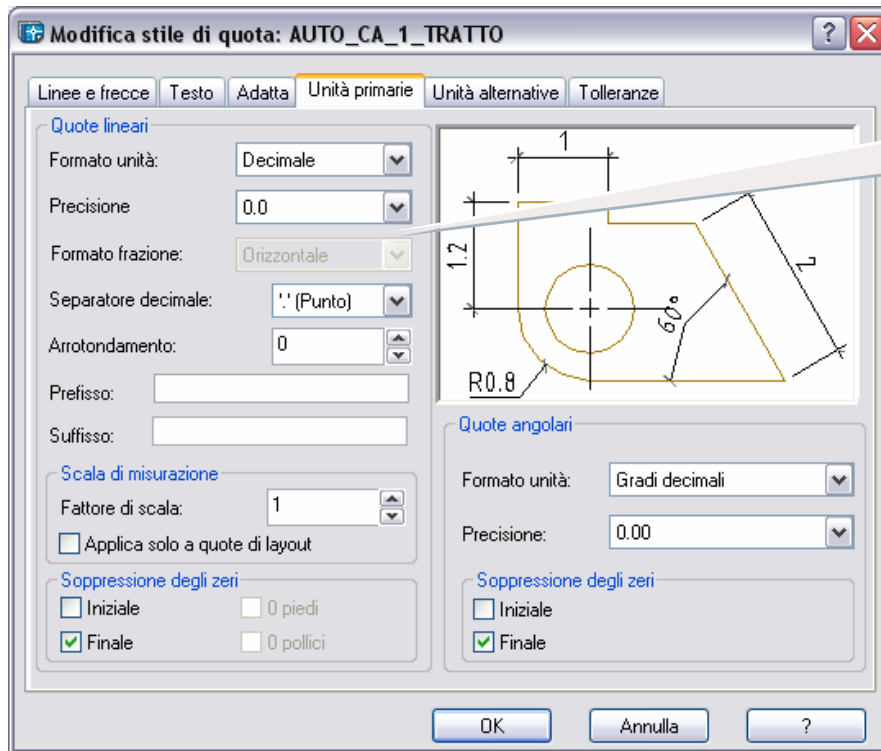 Modifica stile di quota: AUTO_CA_1_TRATTO
?
Linee e frecce Testo Adatta Unità primarie Unità alternative Tolleranze
Quote lineari
Formato unità: Decimale
Precisione 0.0
Formato frazione: Orizzontale
Separatore decimale: '.' (Punto)
Arrotondamento: 0
Prefisso:
Suffisso:
Scala di misurazione
Fattore di scala: 1
Applica solo a quote di layout
Soppressione degli zeri
Iniziale 0 piedi
Finale 0 pollici
1
1.2
2
60°
R0.8
Quote angolari
Formato unità: Gradi decimali
Precisione: 0.00
Soppressione degli zeri
Iniziale
Finale
OK Annulla ?